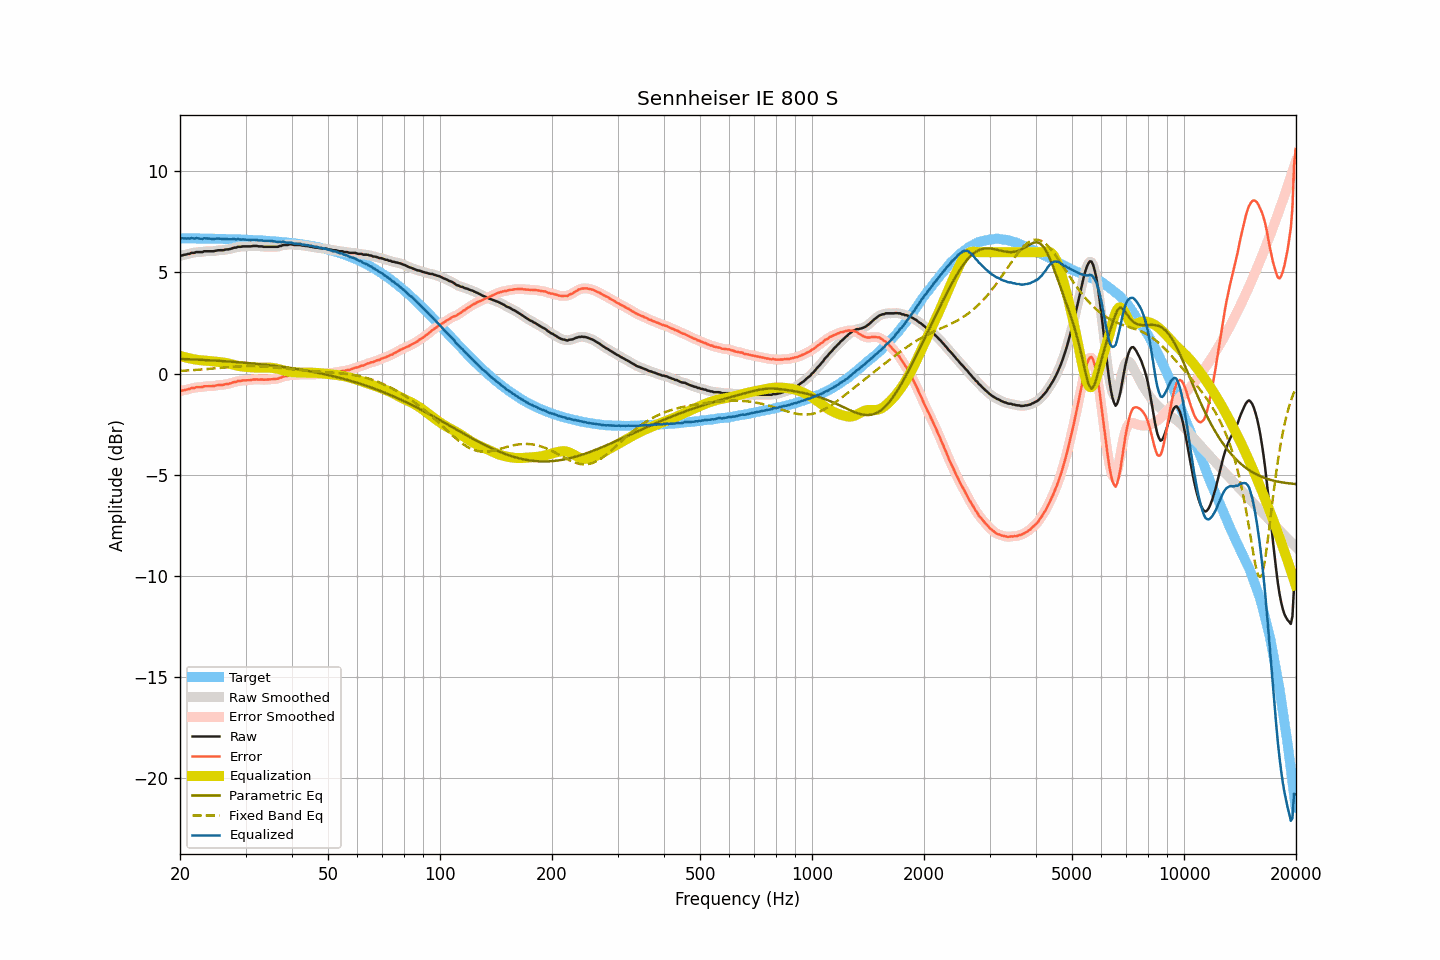 Sennheiser IE 800 S
10
5
0
−5
−10
−15
−20
Amplitude (dBr)
Target
Raw Smoothed
Error Smoothed
Raw
Error
Equalization
Parametric Eq
Fixed Band Eq
Equalized
20 50 100 200 500 1000 2000 5000 10000 20000
Frequency (Hz)